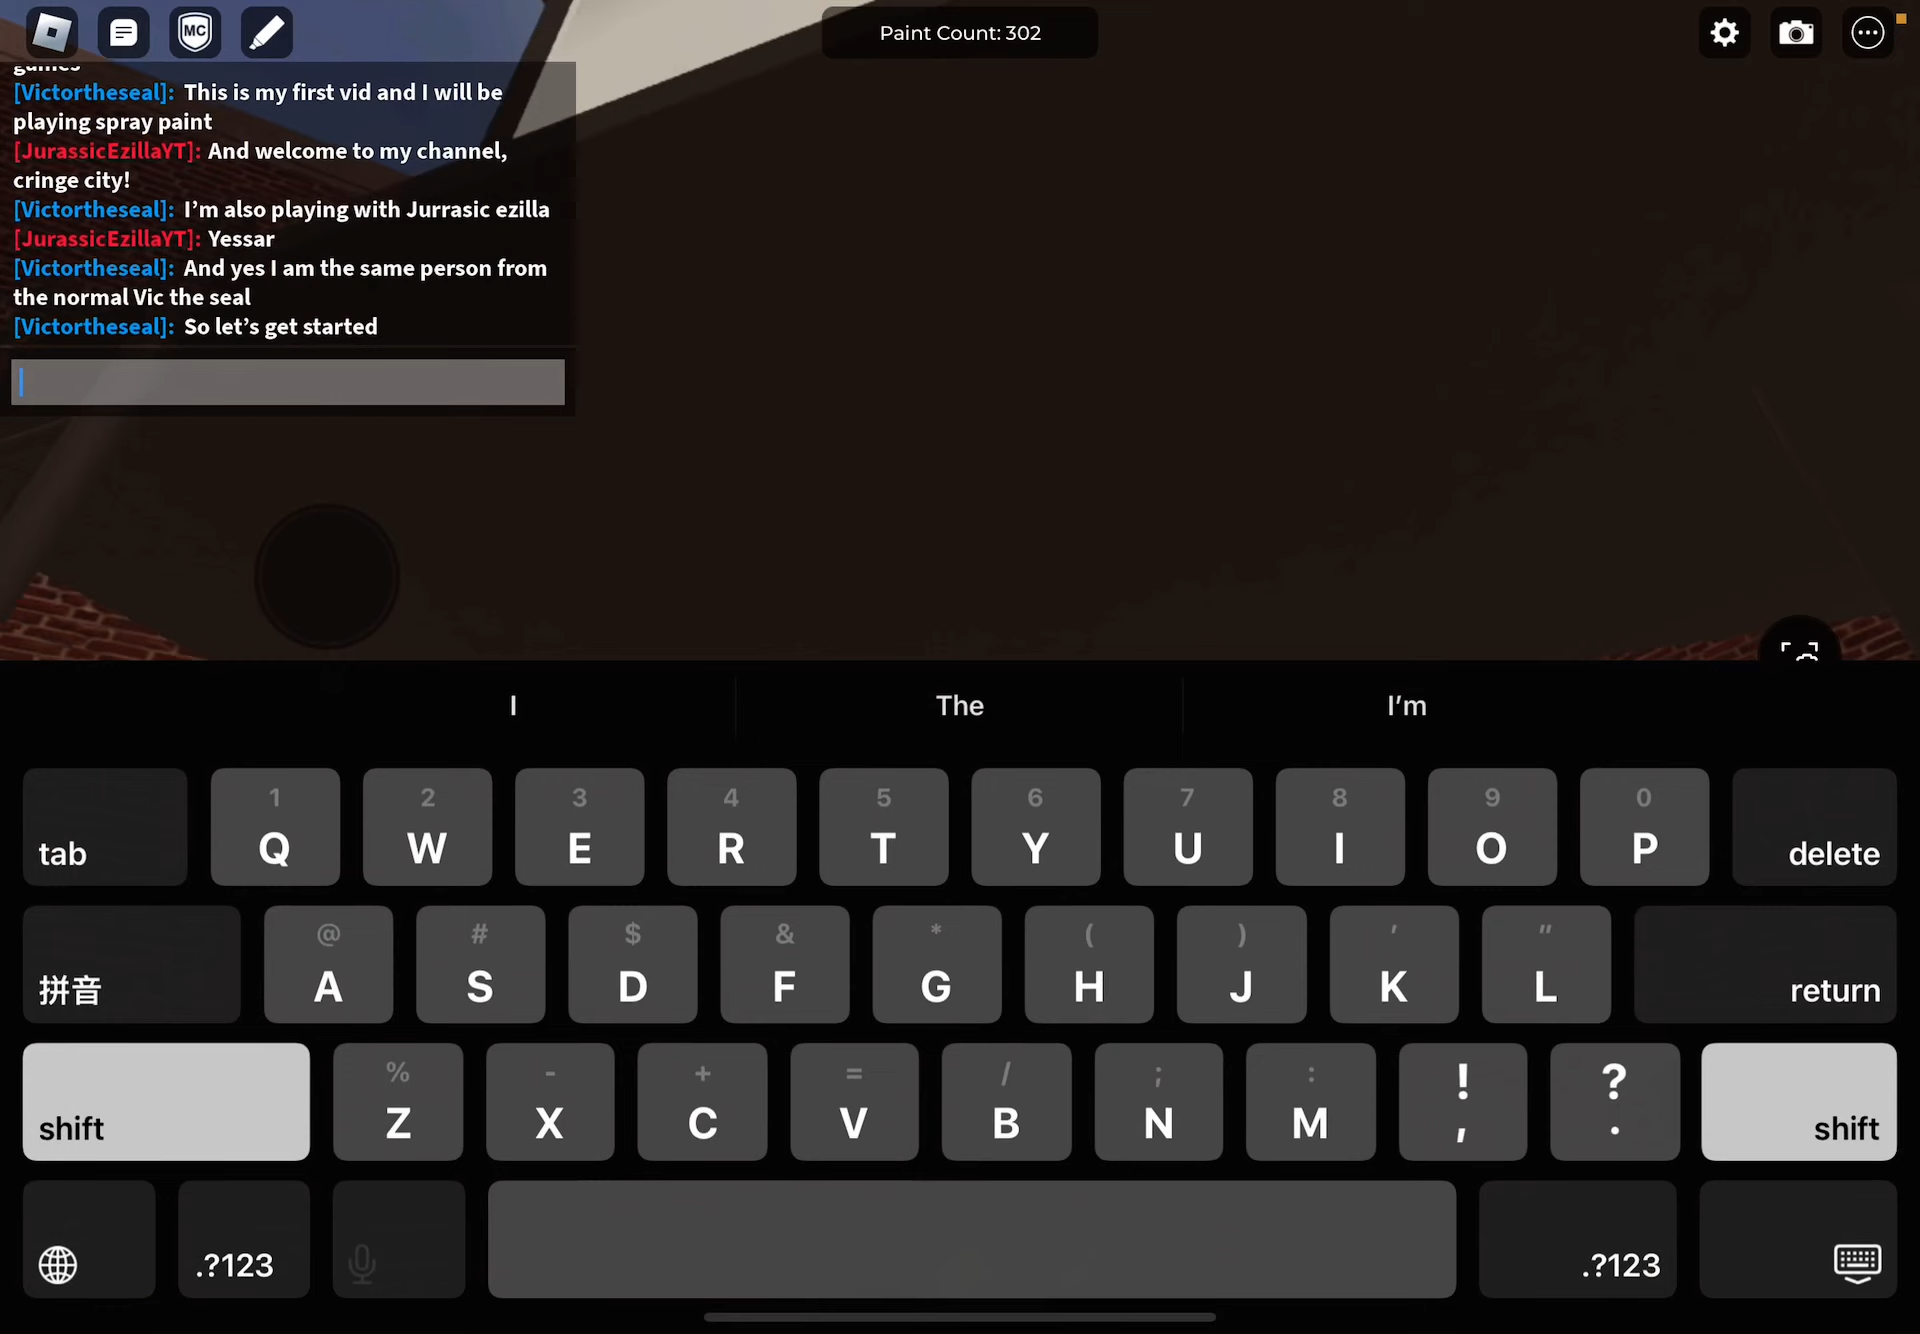 MC
Paint Count: 302
games
[Victortheseal]: This is my first vid and I will be
playing spray paint
[JurassicEzillaYT]: And welcome to my channel,
cringe city!
[Victortheseal]: I’m also playing with Jurrasic ezilla
[JurassicEzillaYT]: Yessar
[Victortheseal]: And yes I am the same person from
the normal Vic the seal
[Victortheseal]: So let’s get started
I The I’m
1 2 3 4 5 6 7 8 9 0
tab Q W E R T Y U I O P delete
@ # $ & * ( ) ' "
拼音 A S D F G H J K L return
% - + = / ; : ! ?
shift Z X C V B N M , . shift
.?123 .?123